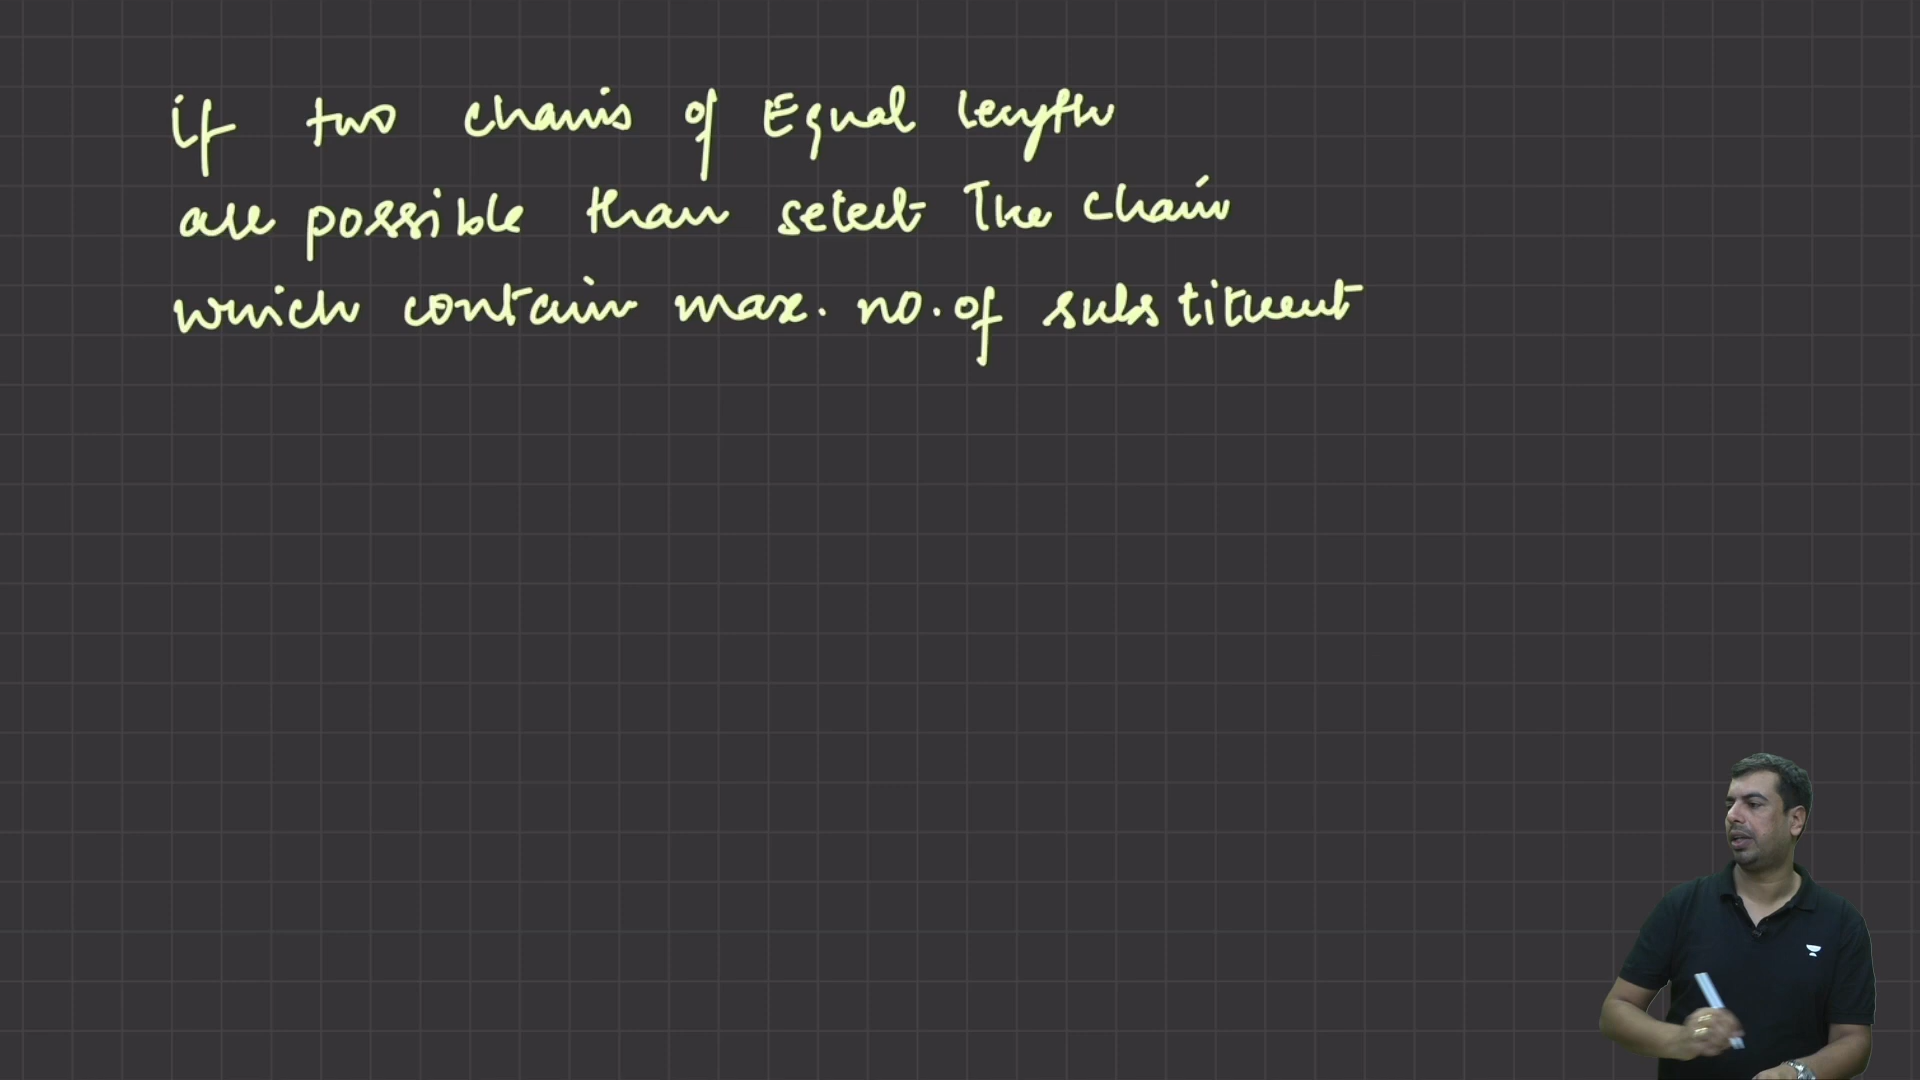 if two chains of Equal length
are possible than select The chain
which contain max. no. of substituent